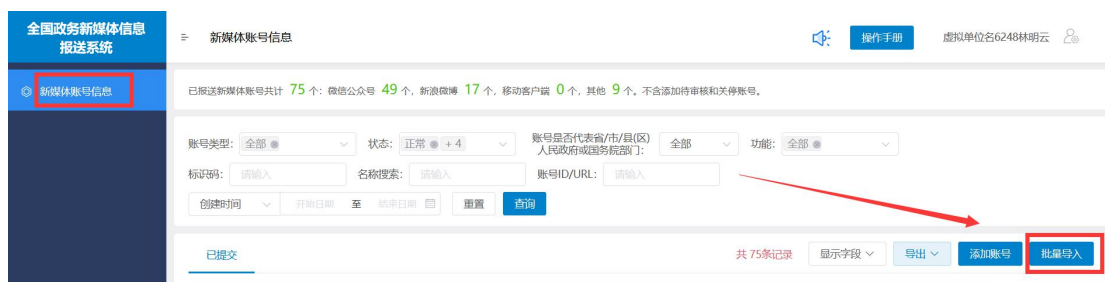 全国政务新媒体信息
报送系统
新媒体账号信息
操作手册
虚拟单位名6248林明云
新媒体账号信息
已报送新媒体账号共计 75 个：微信公众号 49 个，新浪微博 17 个，移动客户端 0 个，其他 9 个。不含添加待审核和关停账号。
账号类型： 全部 状态： 正常 + 4 账号是否代表省/市/县(区)人民政府或国务院部门： 全部 功能： 全部
标识码： 请输入 名称搜索： 请输入 账号ID/URL： 请输入
创建时间 开始日期 至 结束日期 重置 查询
已提交 共 75条记录 显示字段 导出 添加账号 批量导入